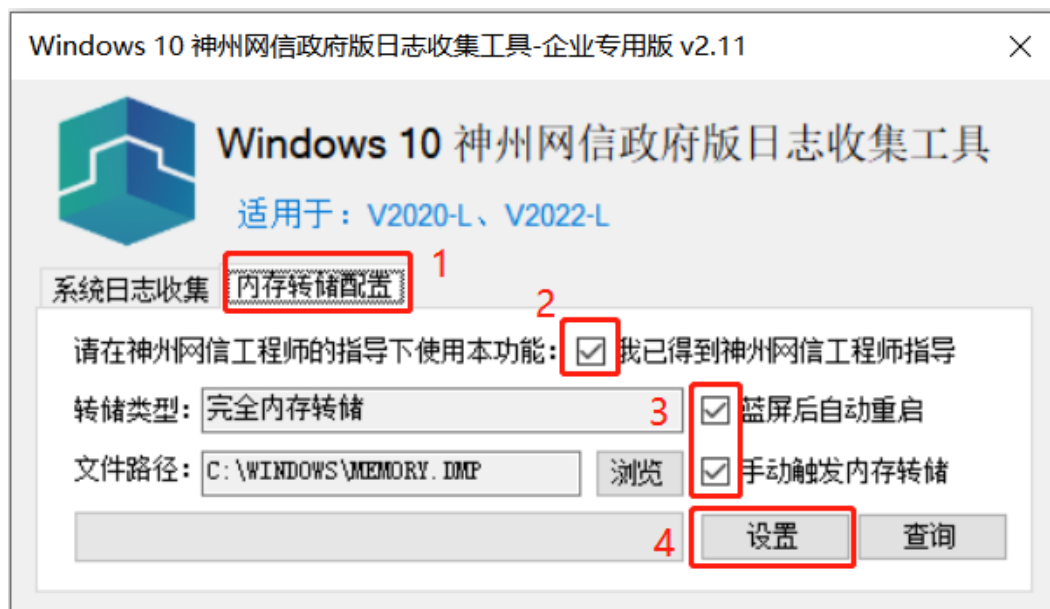 Windows 10 神州网信政府版日志收集工具-企业专用版 v2.11
Windows 10 神州网信政府版日志收集工具
适用于：V2020-L、V2022-L
系统日志收集 内存转储配置 1
2
请在神州网信工程师的指导下使用本功能： 我已得到神州网信工程师指导
转储类型： 完全内存转储 3 蓝屏后自动重启
文件路径： C:\WINDOWS\MEMORY.DMP 浏览 手动触发内存转储
4 设置 查询